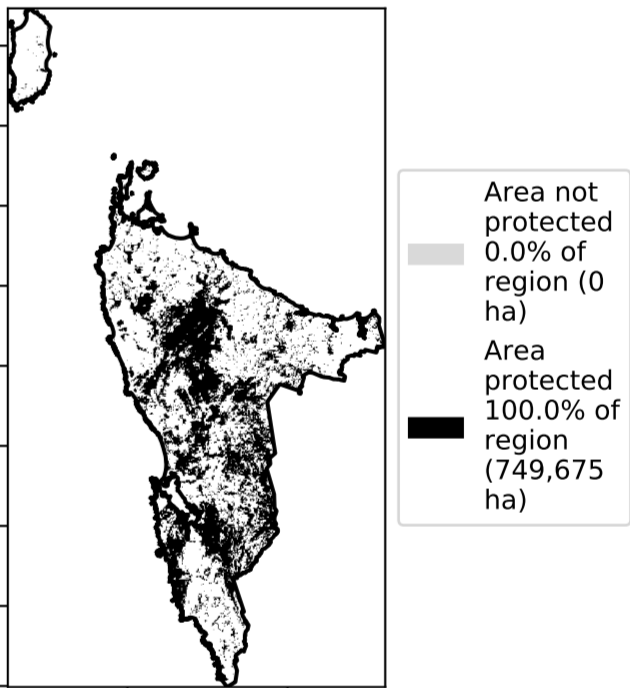 Area not
protected
0.0% of
region (0
ha)
Area
protected
100.0% of
region
(749,675
ha)